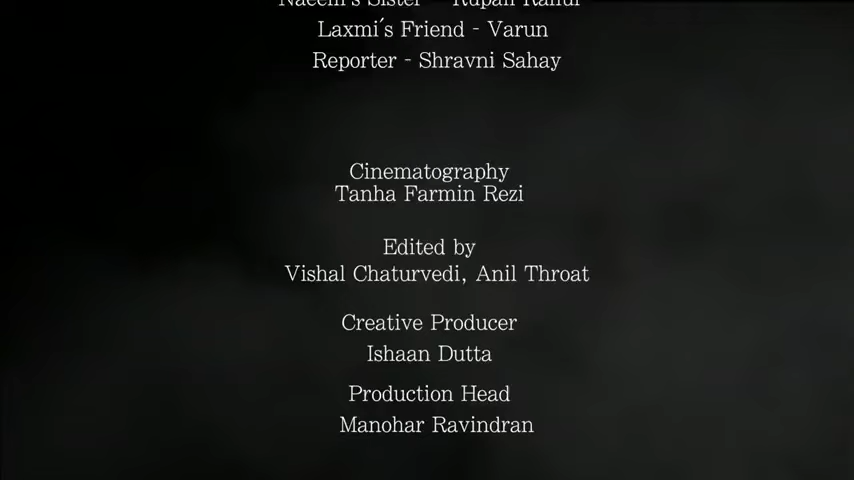 Laxmi's Friend - Varun
Reporter - Shravni Sahay
Cinematography
Tanha Farmin Rezi
Edited by
Vishal Chaturvedi, Anil Throat
Creative Producer
Ishaan Dutta
Production Head
Manohar Ravindran